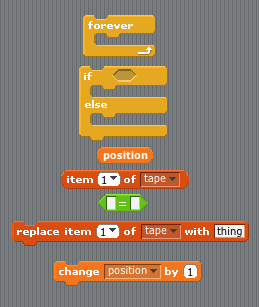 forever
if
else
position
item 1 of tape
=
replace item 1 of tape with thing
change position by 1